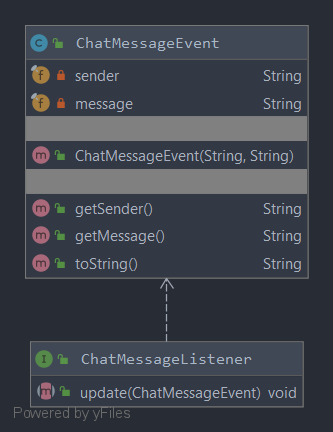 ChatMessageEvent
sender String
message String
ChatMessageEvent(String, String)
getSender() String
getMessage() String
toString() String
ChatMessageListener
update(ChatMessageEvent) void
Powered by yFiles